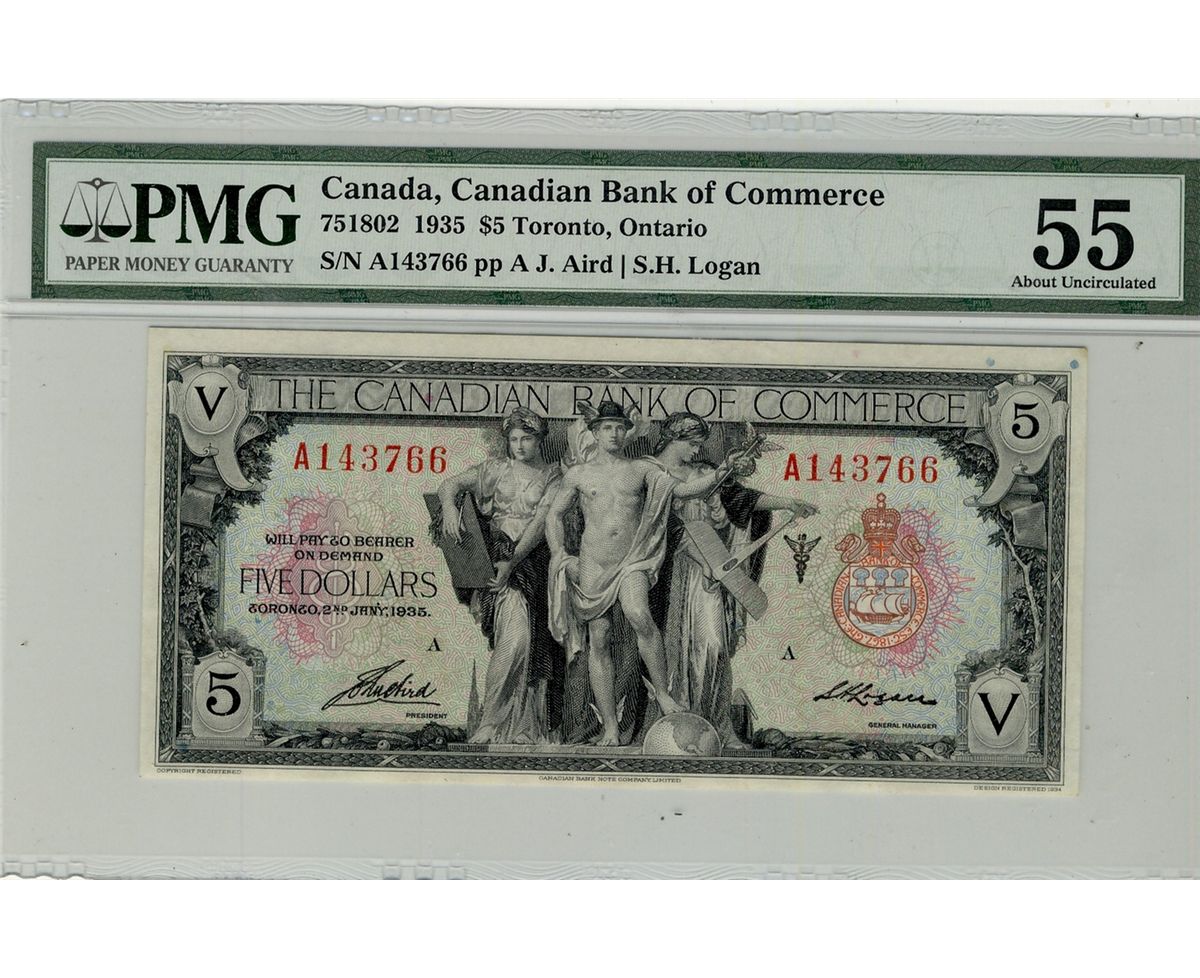 PMG
PAPER MONEY GUARANTY
Canada, Canadian Bank of Commerce
751802 1935 $5 Toronto, Ontario
S/N A143766 pp A J. Aird | S.H. Logan
55
About Uncirculated
V
THE CANADIAN BANK OF COMMERCE
5
A143766
A143766
WILL PAY TO BEARER
ON DEMAND
FIVE DOLLARS
TORONTO, 2ND JANY, 1935.
A
A
PRESIDENT
S.H. Logan
GENERAL MANAGER
5
V
COPYRIGHT REGISTERED
CANADIAN BANK NOTE COMPANY, LIMITED
DESIGN REGISTERED 1934